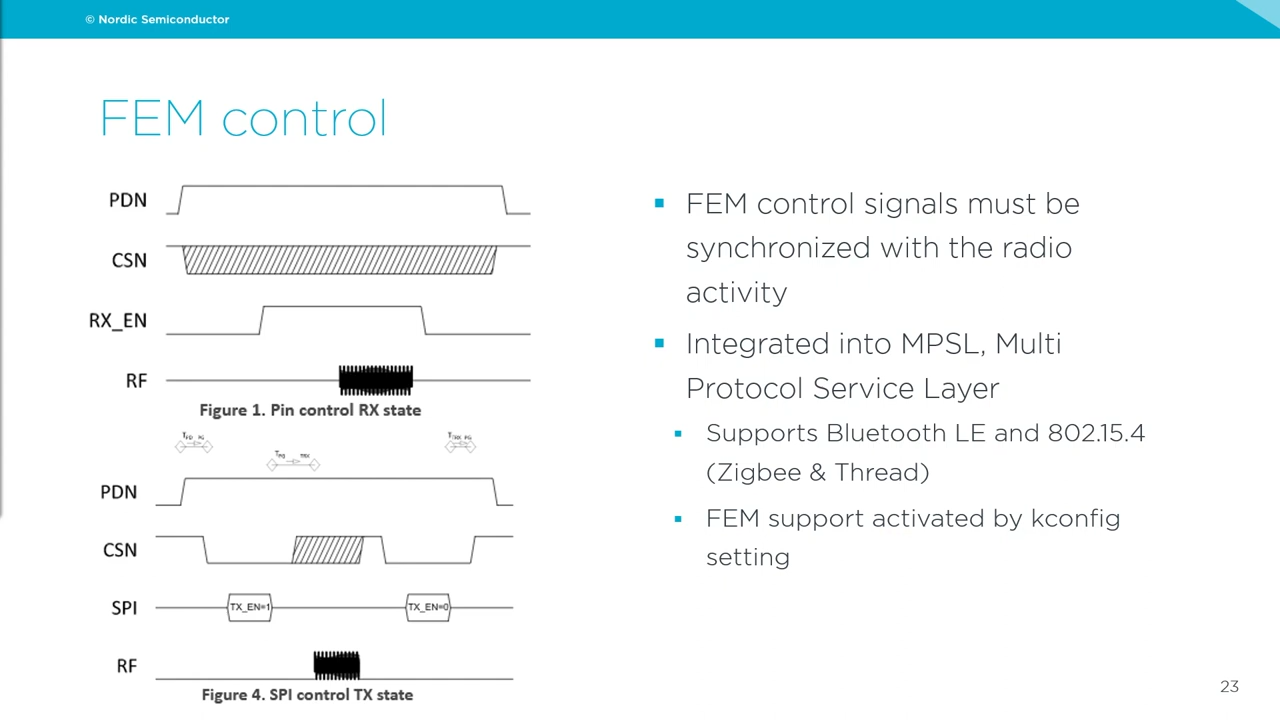 © Nordic Semiconductor
FEM control
PDN
CSN
RX_EN
RF
Figure 1. Pin control RX state
PDN
CSN
SPI
TX_EN=1
TX_EN=0
RF
Figure 4. SPI control TX state
▪ FEM control signals must be
synchronized with the radio
activity
▪ Integrated into MPSL, Multi
Protocol Service Layer
▪ Supports Bluetooth LE and 802.15.4
(Zigbee & Thread)
▪ FEM support activated by kconfig
setting
23